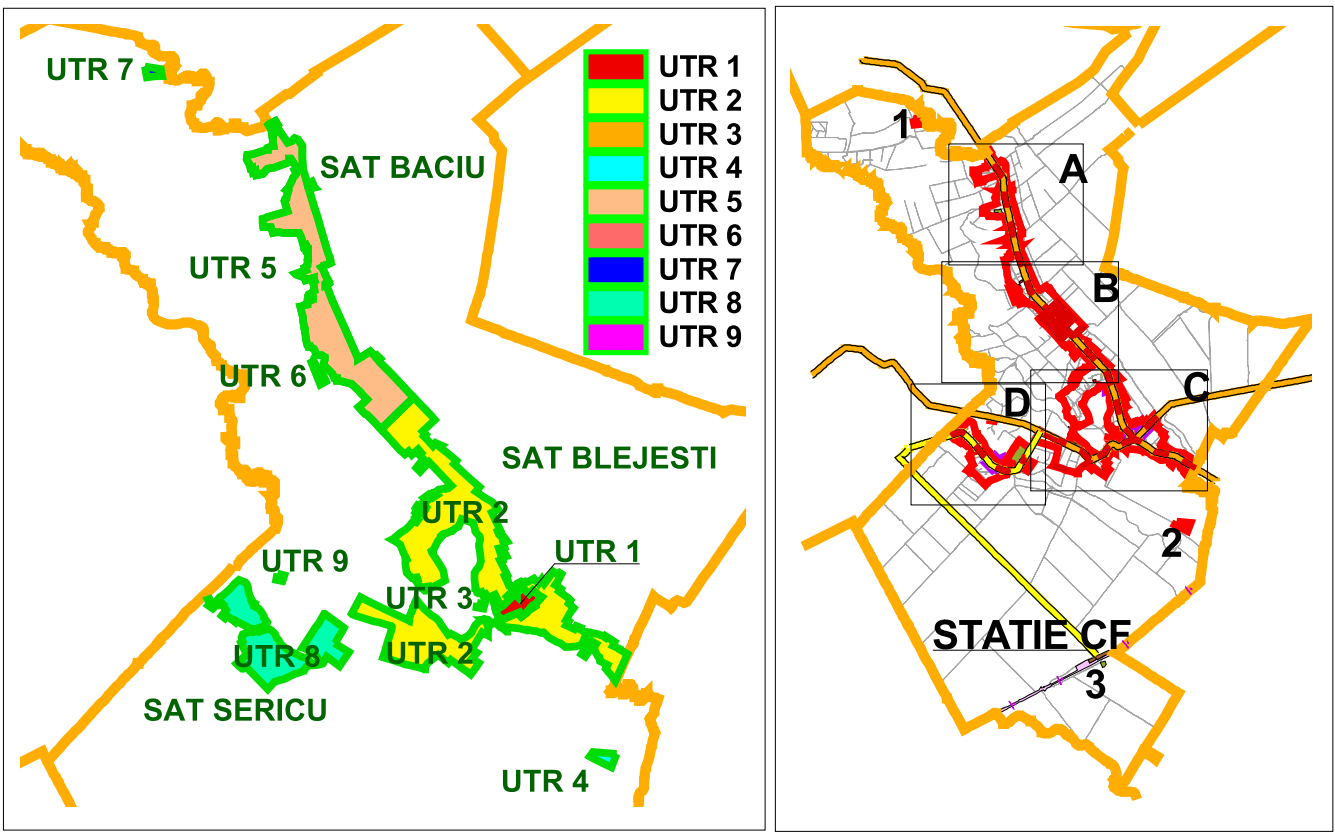 UTR 7
SAT BACIU
UTR 5
UTR 6
SAT BLEJESTI
UTR 2
UTR 1
UTR 9
UTR 3
UTR 2
UTR 8
SAT SERICU
UTR 4
UTR 1
UTR 2
UTR 3
UTR 4
UTR 5
UTR 6
UTR 7
UTR 8
UTR 9
1
A
B
C
D
2
STATIE CF
3